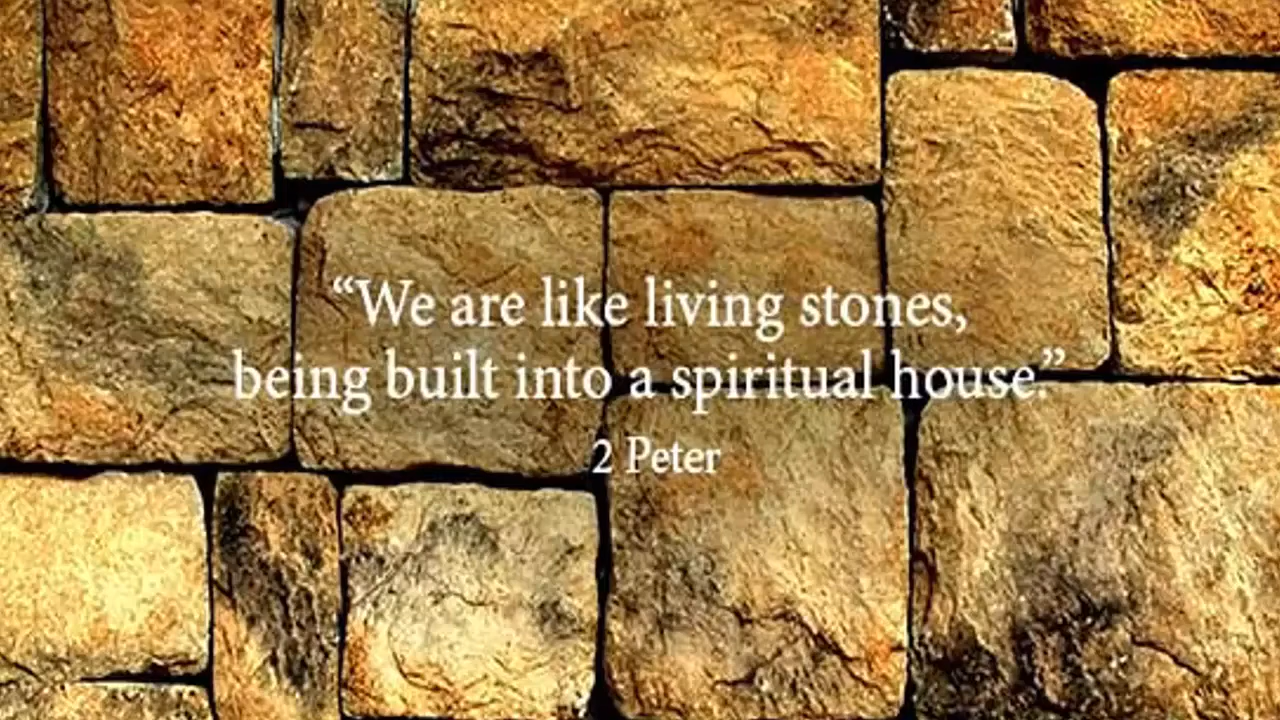 “We are like living stones,
being built into a spiritual house.”
2 Peter